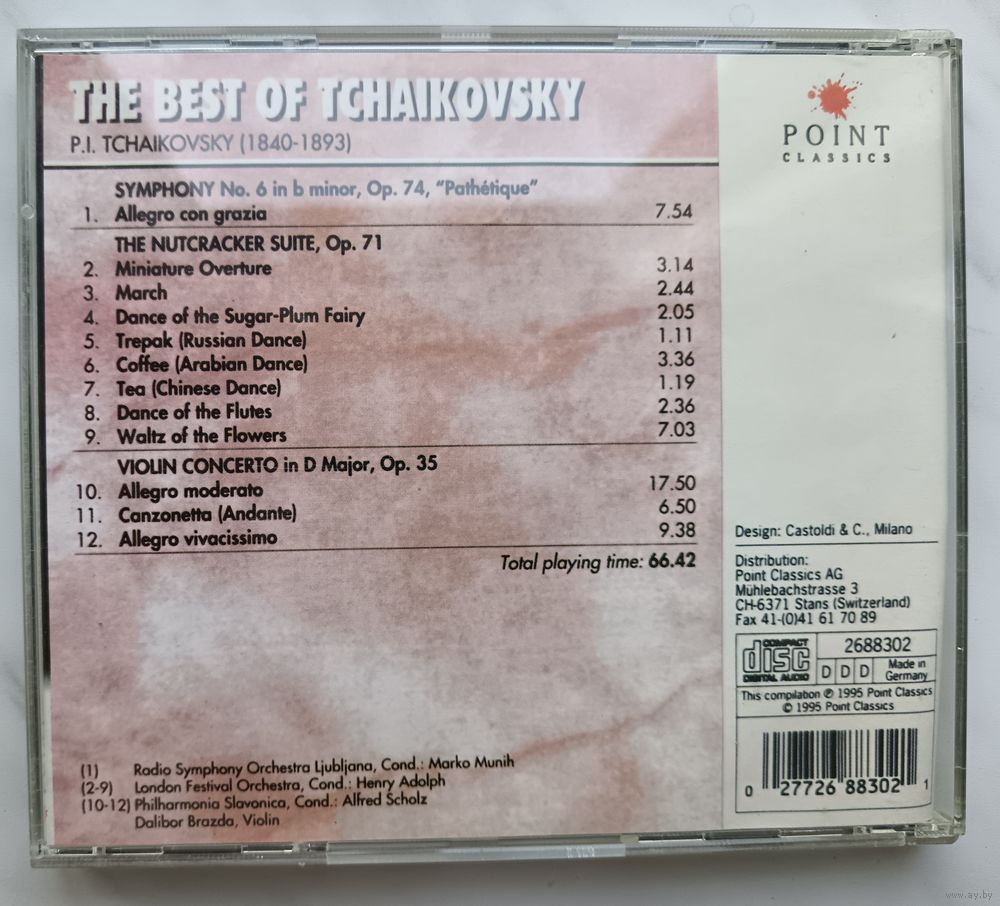 THE BEST OF TCHAIKOVSKY
P.I. TCHAIKOVSKY (1840-1893)
SYMPHONY No. 6 in b minor, Op. 74, "Pathétique"
1. Allegro con grazia 7.54
THE NUTCRACKER SUITE, Op. 71
2. Miniature Overture 3.14
3. March 2.44
4. Dance of the Sugar-Plum Fairy 2.05
5. Trepak (Russian Dance) 1.11
6. Coffee (Arabian Dance) 3.36
7. Tea (Chinese Dance) 1.19
8. Dance of the Flutes 2.36
9. Waltz of the Flowers 7.03
VIOLIN CONCERTO in D Major, Op. 35
10. Allegro moderato 17.50
11. Canzonetta (Andante) 6.50
12. Allegro vivacissimo 9.38
Total playing time: 66.42
(1) Radio Symphony Orchestra Ljubljana, Cond.: Marko Munih
(2-9) London Festival Orchestra, Cond.: Henry Adolph
(10-12) Philharmonia Slavonica, Cond.: Alfred Scholz
Dalibor Brazda, Violin
POINT
CLASSICS
Design: Castoldi & C., Milano
Distribution:
Point Classics AG
Mühlebachstrasse 3
CH-6371 Stans (Switzerland)
Fax 41-(0)41 61 70 89
COMPACT
disc
DIGITAL AUDIO
2688302
D D D
Made in
Germany
This compilation ℗ 1995 Point Classics
© 1995 Point Classics
0 27726 88302 1
www.ay.by